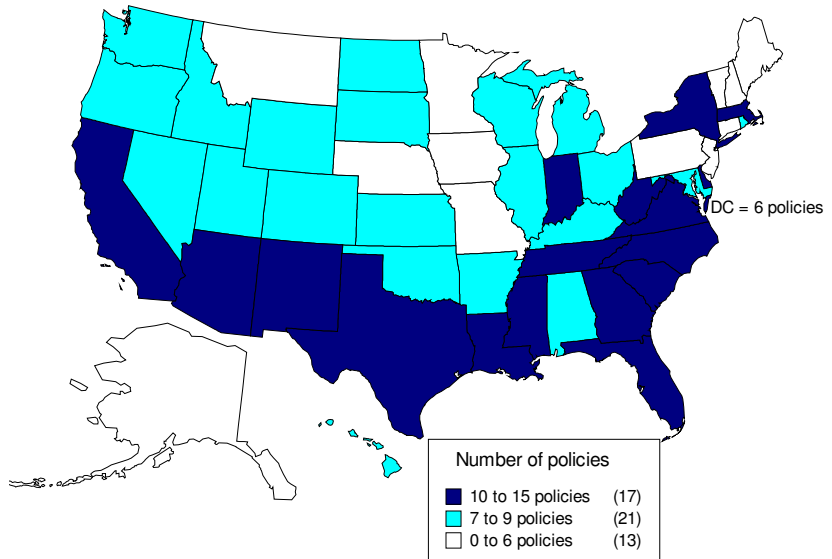 DC = 6 policies
Number of policies
10 to 15 policies (17)
7 to 9 policies (21)
0 to 6 policies (13)